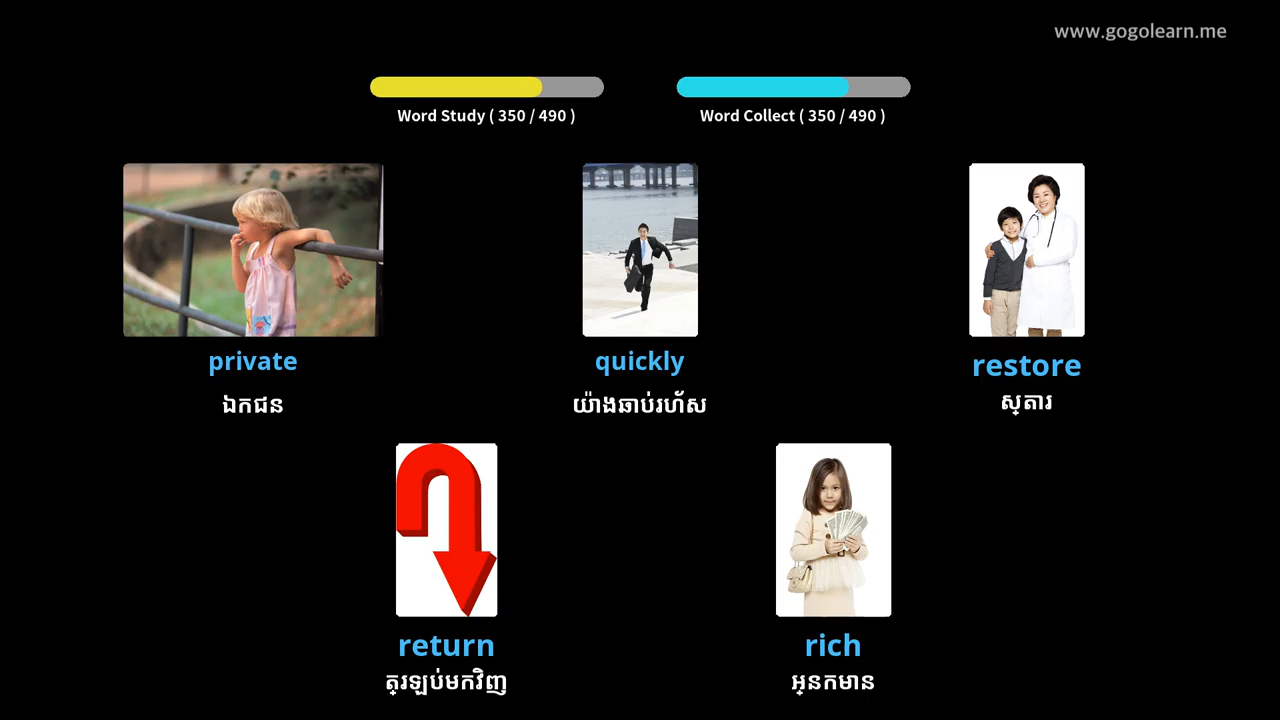 www.gogolearn.me
Word Study ( 350 / 490 )
Word Collect ( 350 / 490 )
private
ឯកជន
quickly
យ៉ាងឆាប់រហ័ស
restore
ស្តារ
return
ត្រឡប់មកវិញ
rich
អ្នកមាន